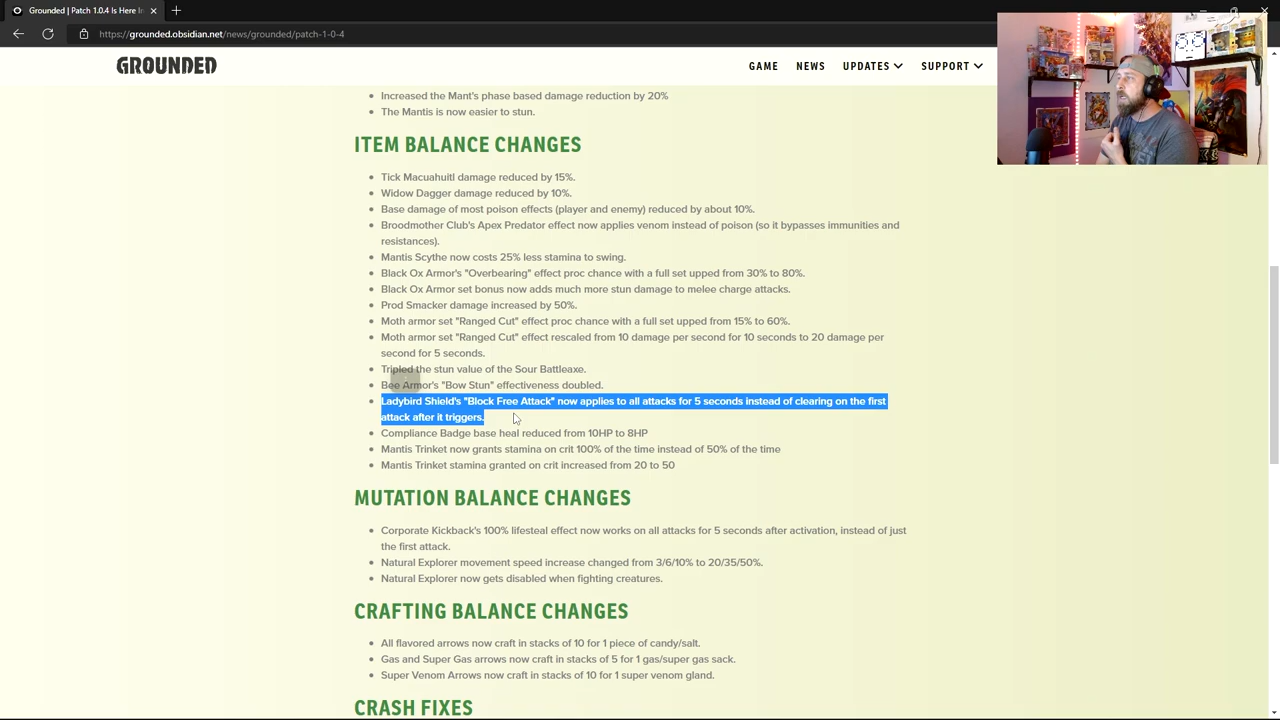 Grounded | Patch 1.0.4 Is Here In
https://grounded.obsidian.net/news/grounded/patch-1-0-4
GROUNDED
GAME
NEWS
UPDATES
SUPPORT
Increased the Mant's phase based damage reduction by 20%
The Mantis is now easier to stun.
ITEM BALANCE CHANGES
Tick Macuahuitl damage reduced by 15%.
Widow Dagger damage reduced by 10%.
Base damage of most poison effects (player and enemy) reduced by about 10%.
Broodmother Club's Apex Predator effect now applies venom instead of poison (so it bypasses immunities and
resistances).
Mantis Scythe now costs 25% less stamina to swing.
Black Ox Armor's "Overbearing" effect proc chance with a full set upped from 30% to 80%.
Black Ox Armor set bonus now adds much more stun damage to melee charge attacks.
Prod Smacker damage increased by 50%.
Moth armor set "Ranged Cut" effect proc chance with a full set upped from 15% to 60%.
Moth armor set "Ranged Cut" effect rescaled from 10 damage per second for 10 seconds to 20 damage per
second for 5 seconds.
Tripled the stun value of the Sour Battleaxe.
Bee Armor's "Bow Stun" effectiveness doubled.
Ladybird Shield's "Block Free Attack" now applies to all attacks for 5 seconds instead of clearing on the first
attack after it triggers.
Compliance Badge base heal reduced from 10HP to 8HP
Mantis Trinket now grants stamina on crit 100% of the time instead of 50% of the time
Mantis Trinket stamina granted on crit increased from 20 to 50
MUTATION BALANCE CHANGES
Corporate Kickback's 100% lifesteal effect now works on all attacks for 5 seconds after activation, instead of just
the first attack.
Natural Explorer movement speed increase changed from 3/6/10% to 20/35/50%.
Natural Explorer now gets disabled when fighting creatures.
CRAFTING BALANCE CHANGES
All flavored arrows now craft in stacks of 10 for 1 piece of candy/salt.
Gas and Super Gas arrows now craft in stacks of 5 for 1 gas/super gas sack.
Super Venom Arrows now craft in stacks of 10 for 1 super venom gland.
CRASH FIXES